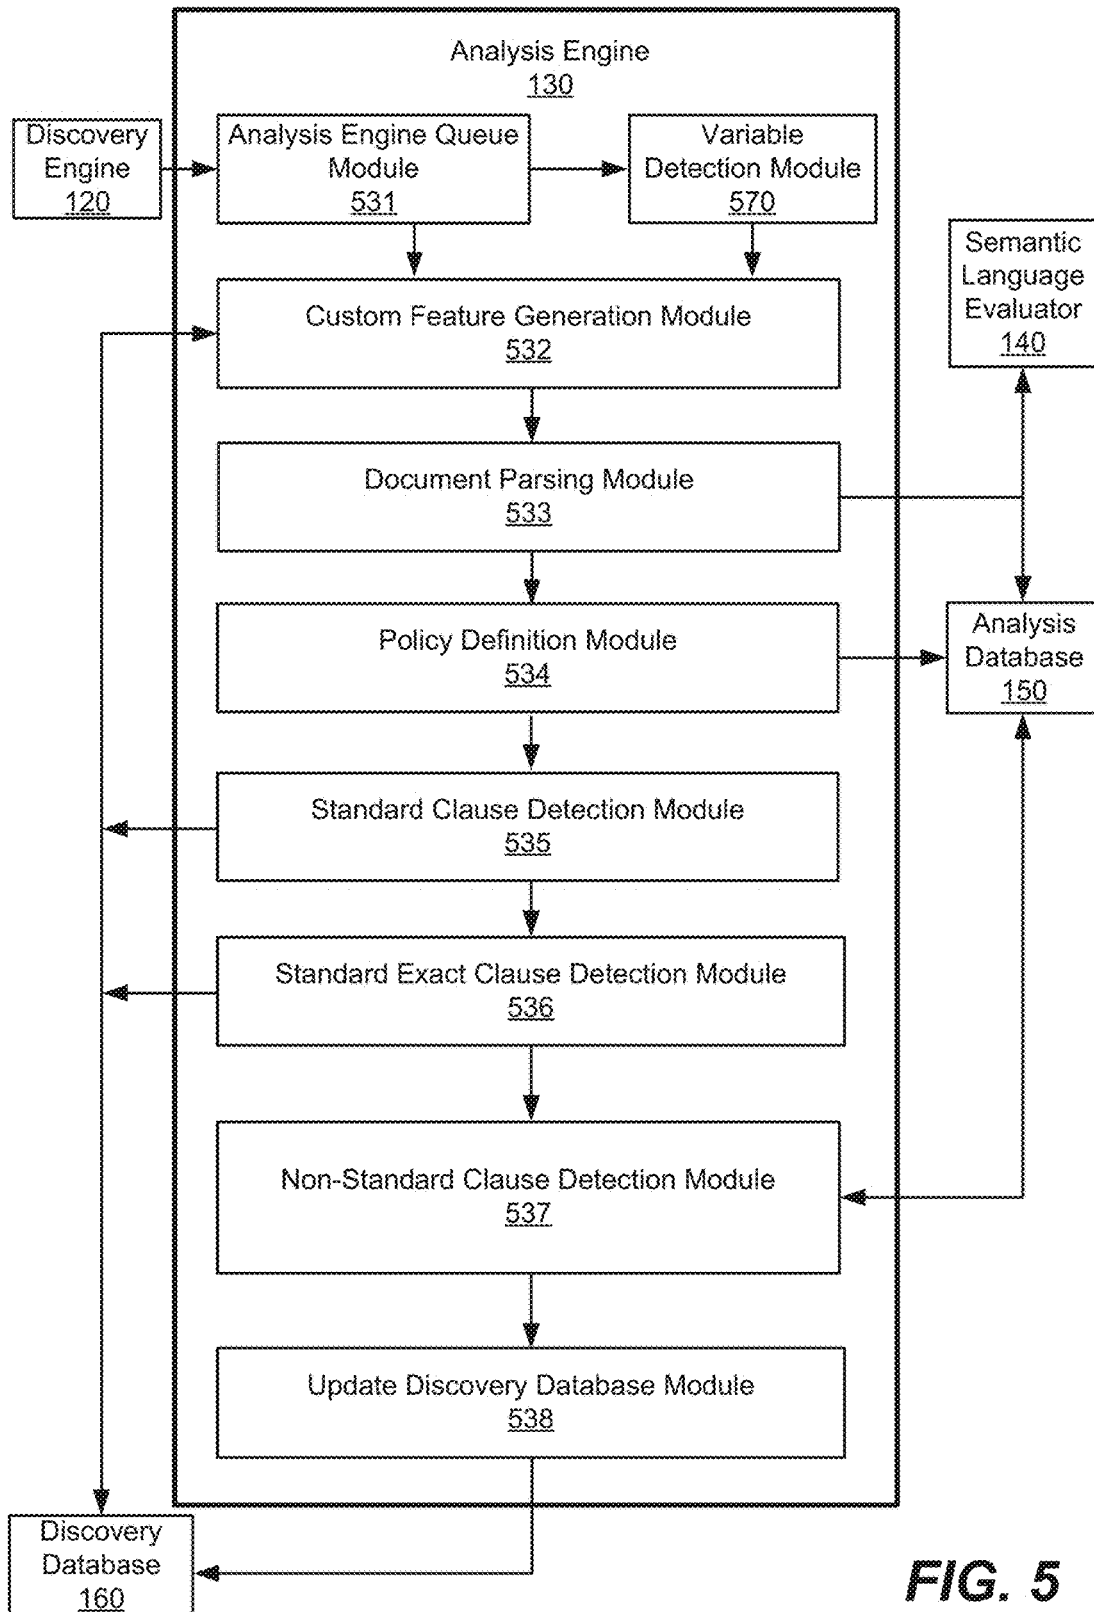 Analysis Engine
130
Discovery
Engine
120
Analysis Engine Queue
Module
531
Variable
Detection Module
570
Semantic
Language
Evaluator
140
Custom Feature Generation Module
532
Document Parsing Module
533
Policy Definition Module
534
Analysis
Database
150
Standard Clause Detection Module
535
Standard Exact Clause Detection Module
536
Non-Standard Clause Detection Module
537
Update Discovery Database Module
538
Discovery
Database
160
FIG. 5